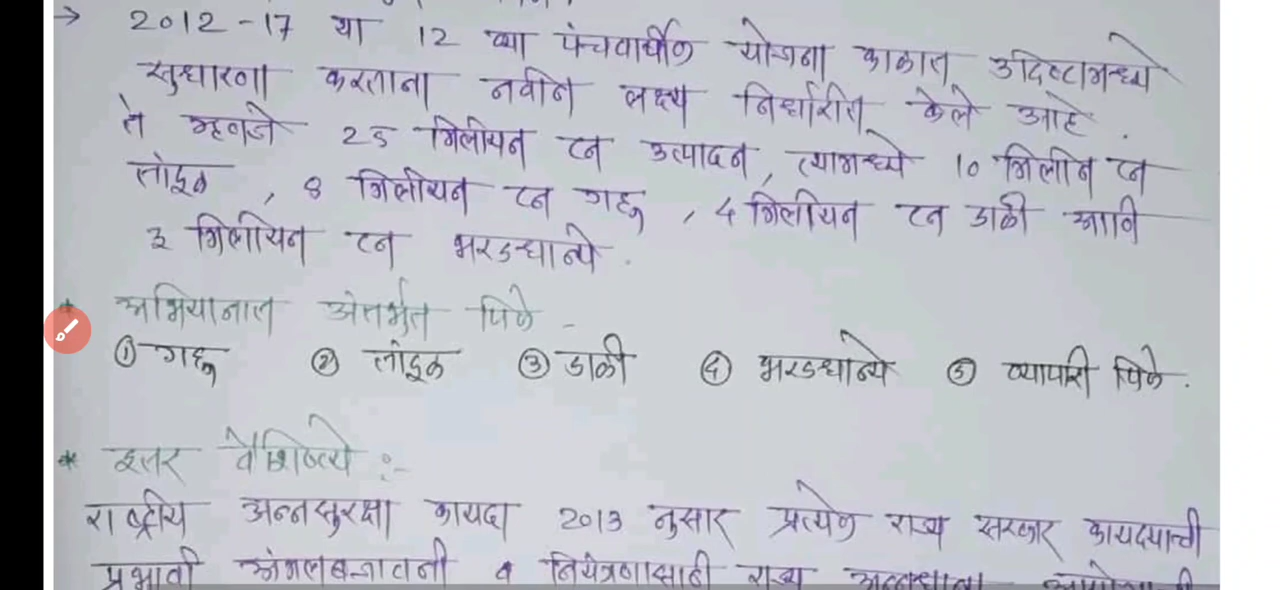 → 2012-17 या 12 व्या पंचवार्षीक योजना काळात उदिष्टामध्ये
सुधारणा करताना नवीन लक्ष्य निर्धारीत केले आहे.
ते म्हणजे 25 मिलीयन टन उत्पादन, त्यामध्ये 10 मिलीन टन
तांदूळ, 8 मिलीयन टन गहू, 4 मिलीयन टन डाळी आणि
3 मिलीयन टन भरडधान्ये.
* अभियानात अंतर्भुत पिके -
① गहू ② तांदूळ ③ डाळी ④ भरडधान्ये ⑤ व्यापारी पिके.
* इतर वैशिष्ट्ये :-
राष्ट्रीय अन्नसुरक्षा कायदा 2013 नुसार प्रत्येक राज्य सरकार कायदयाची
प्रभावी अंमलबजावनी व नियंत्रणासाठी राज्य